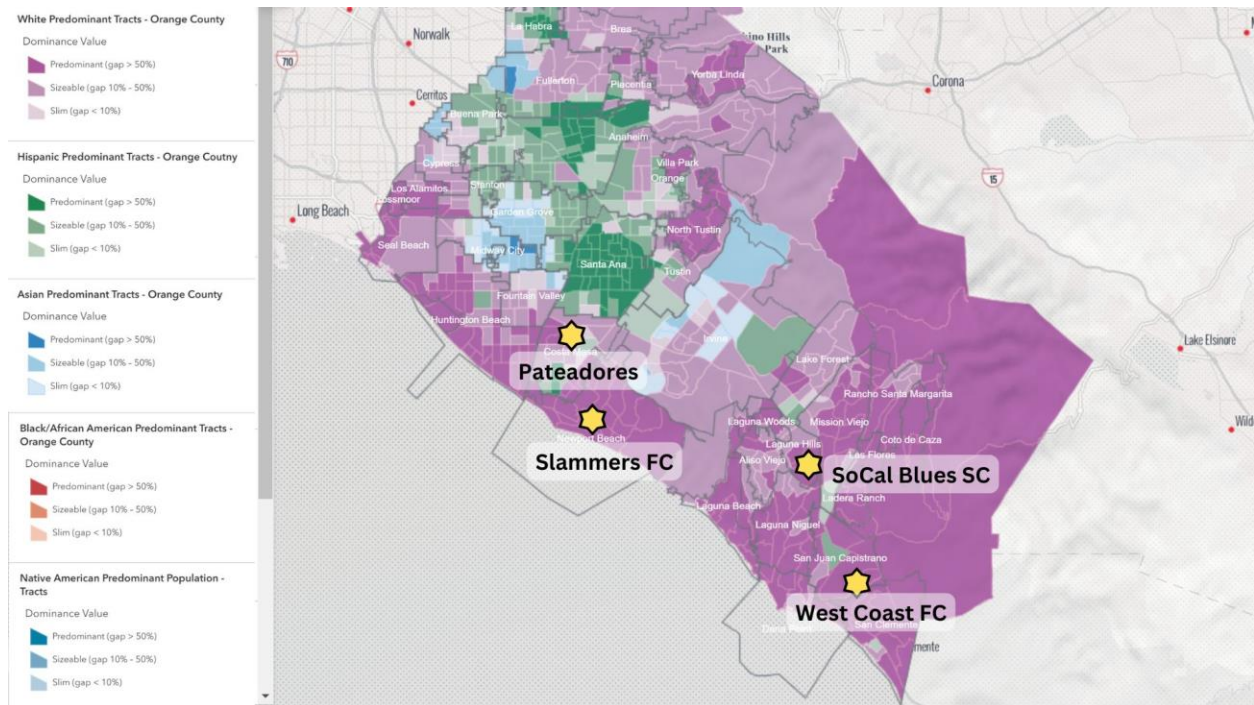 White Predominant Tracts - Orange County
Dominance Value
Predominant (gap > 50%)
Sizeable (gap 10% - 50%)
Slim (gap < 10%)
Hispanic Predominant Tracts - Orange Coutny
Dominance Value
Predominant (gap > 50%)
Sizeable (gap 10% - 50%)
Slim (gap < 10%)
Asian Predominant Tracts - Orange County
Dominance Value
Predominant (gap > 50%)
Sizeable (gap 10% - 50%)
Slim (gap < 10%)
Black/African American Predominant Tracts -
Orange County
Dominance Value
Predominant (gap > 50%)
Sizeable (gap 10% - 50%)
Slim (gap < 10%)
Native American Predominant Population -
Tracts
Dominance Value
Predominant (gap > 50%)
Sizeable (gap 10% - 50%)
Slim (gap < 10%)
La Habra
Brea
Hills
Park
Norwalk
710
Fullerton
Placentia
Yorba Linda
Corona
Cerritos
Buena Park
Anaheim
Cypress
Villa Park
Orange
15
Los Alamitos
Stanton
Rossmoor
Long Beach
Garden Grove
North Tustin
Seal Beach
Midway City
Santa Ana
Tustin
Fountain Valley
Huntington Beach
Irvine
Lake Forest
Lake Elsinore
Pateadores
Rancho Santa Margarita
Laguna Woods
Mission Viejo
Newport Beach
Laguna Hills
Coto de Caza
Slammers FC
Aliso Viejo
Las Flores
SoCal Blues SC
Ladera Ranch
Laguna Beach
Laguna Niguel
San Juan Capistrano
West Coast FC
San Clemente
mente